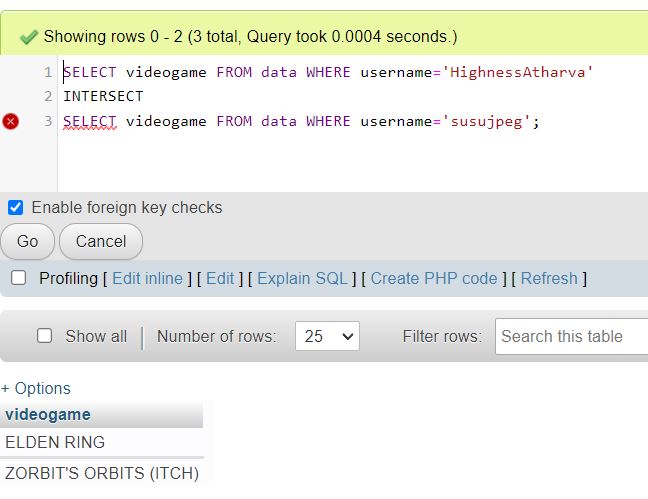 Showing rows 0 - 2 (3 total, Query took 0.0004 seconds.)
1 SELECT videogame FROM data WHERE username='HighnessAtharva'
2 INTERSECT
3 SELECT videogame FROM data WHERE username='susujpeg';
Enable foreign key checks
Go Cancel
Profiling [ Edit inline ] [ Edit ] [ Explain SQL ] [ Create PHP code ] [ Refresh ]
Show all Number of rows: 25 Filter rows: Search this table
+ Options
videogame
ELDEN RING
ZORBIT'S ORBITS (ITCH)